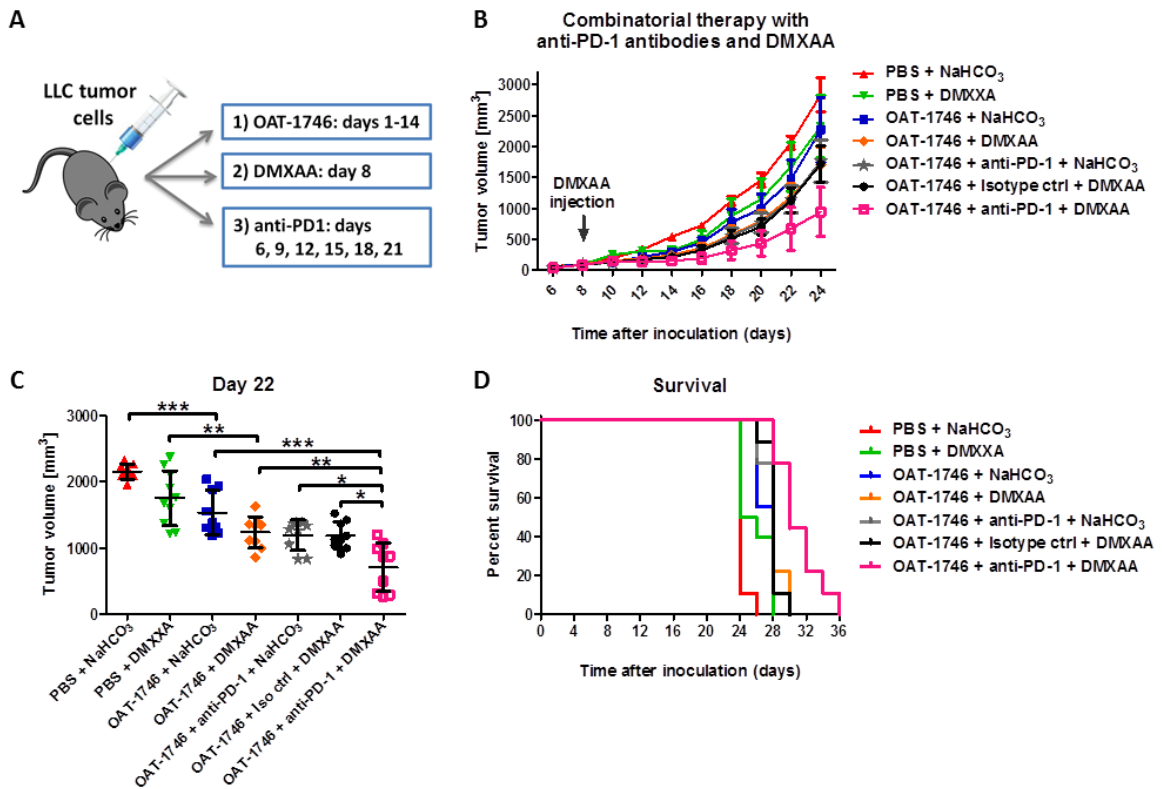 A
LLC tumor
cells
1) OAT-1746: days 1-14
2) DMXAA: day 8
3) anti-PD1: days
6, 9, 12, 15, 18, 21
B
Combinatorial therapy with
anti-PD-1 antibodies and DMXAA
Tumor volume [mm³]
3000
2500
2000
1500
1000
500
0
DMXAA
injection
6 8 10 12 14 16 18 20 22 24
Time after inoculation (days)
PBS + NaHCO₃
PBS + DMXXA
OAT-1746 + NaHCO₃
OAT-1746 + DMXAA
OAT-1746 + anti-PD-1 + NaHCO₃
OAT-1746 + Isotype ctrl + DMXAA
OAT-1746 + anti-PD-1 + DMXAA
C
Day 22
Tumor volume [mm³]
3000
2000
1000
0
***
**
***
**
*
*
PBS + NaHCO₃
PBS + DMXXA
OAT-1746 + NaHCO₃
OAT-1746 + DMXAA
OAT-1746 + anti-PD-1 + NaHCO₃
OAT-1746 + Iso ctrl + DMXAA
OAT-1746 + anti-PD-1 + DMXAA
D
Survival
Percent survival
100
80
60
40
20
0
0 4 8 12 16 20 24 28 32 36
Time after inoculation (days)
PBS + NaHCO₃
PBS + DMXXA
OAT-1746 + NaHCO₃
OAT-1746 + DMXAA
OAT-1746 + anti-PD-1 + NaHCO₃
OAT-1746 + Isotype ctrl + DMXAA
OAT-1746 + anti-PD-1 + DMXAA